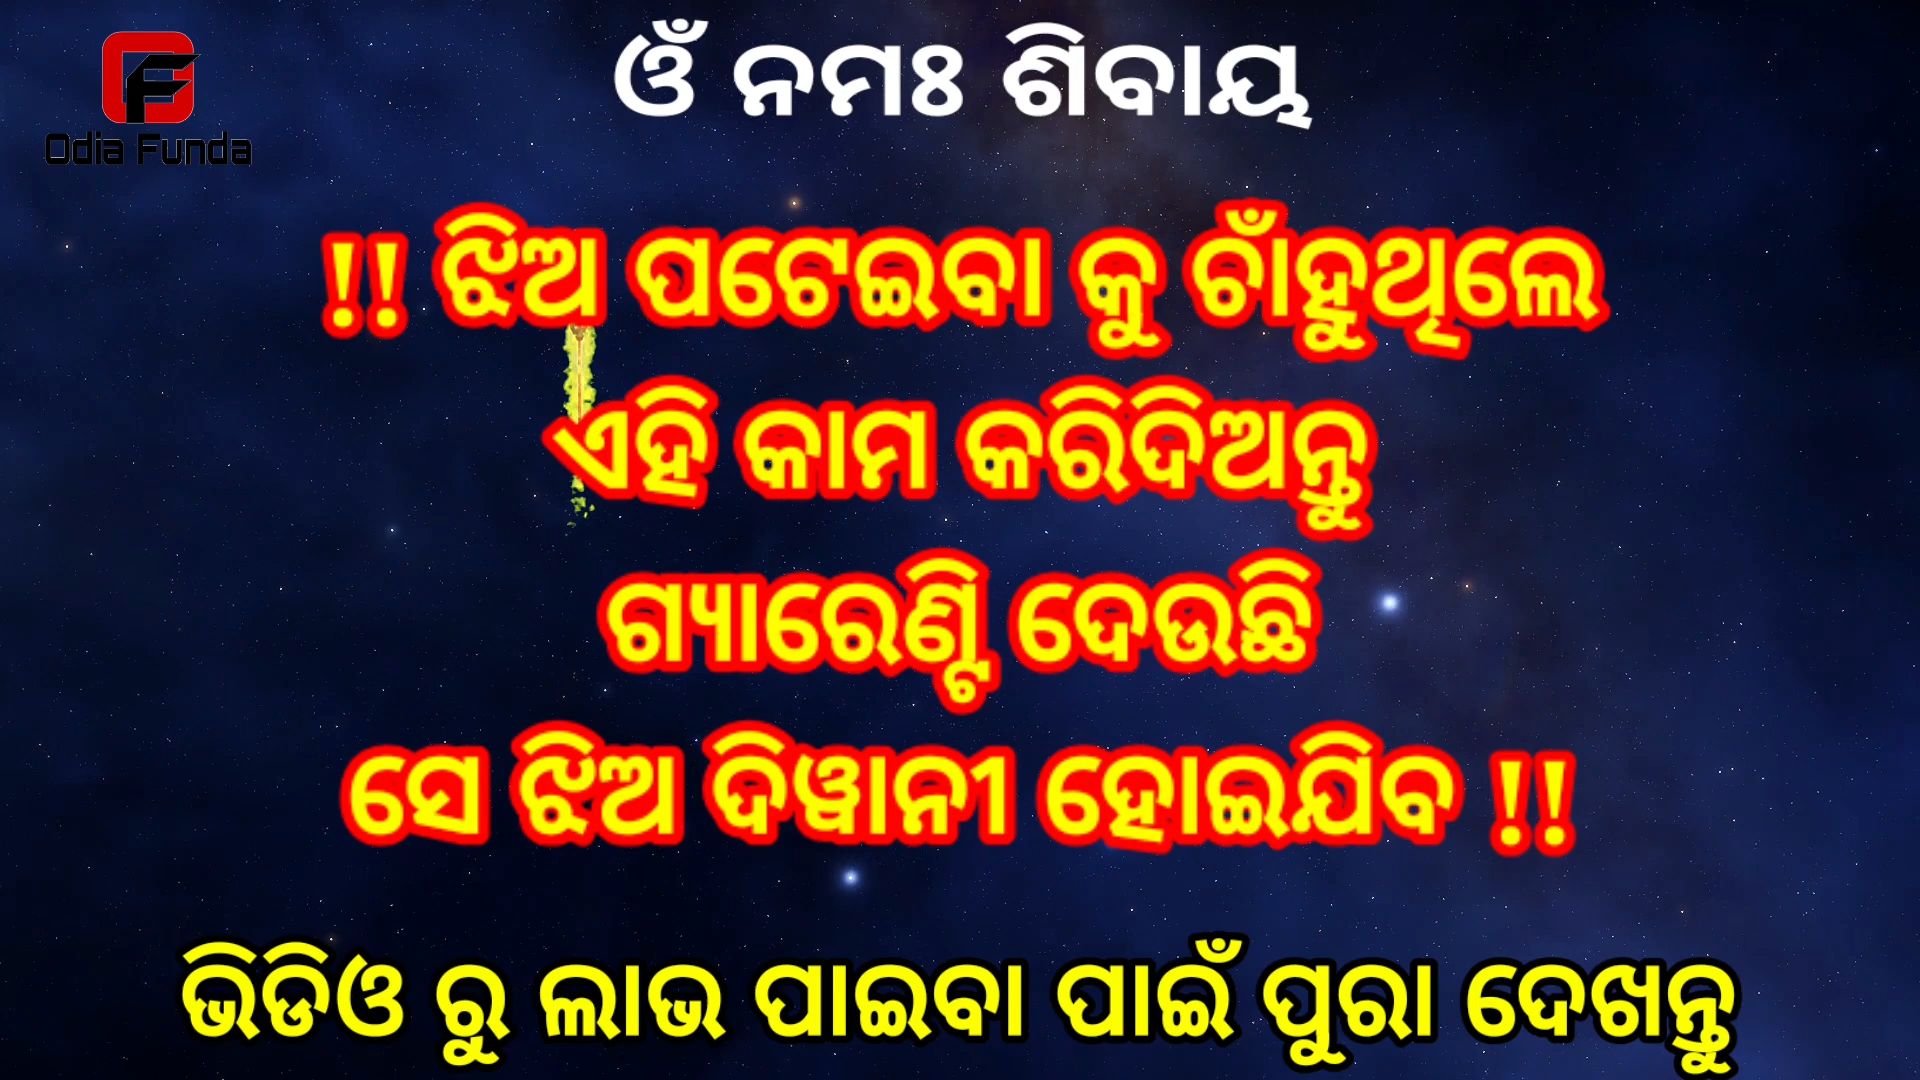 ଓଁ ନମଃ ଶିବାୟ
Odia Funda
!! ଝିଅ ପଟେଇବା କୁ ଚାଁହୁଥିଲେ
ଏହି କାମ କରିଦିଅନ୍ତୁ
ଗ୍ୟାରେଣ୍ଟି ଦେଉଛି
ସେ ଝିଅ ଦିୱାନୀ ହୋଇଯିବ !!
ଭିଡିଓ ରୁ ଲାଭ ପାଇବା ପାଇଁ ପୁରା ଦେଖନ୍ତୁ